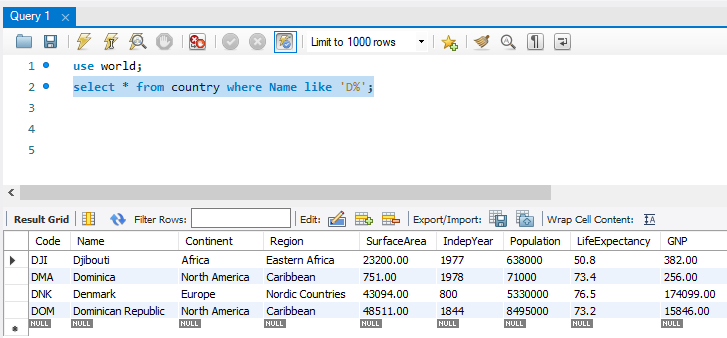 Query 1
Limit to 1000 rows
1 use world;
2 select * from country where Name like 'D%';
3
4
5
Result Grid Filter Rows: Edit: Export/Import: Wrap Cell Content:
Code Name Continent Region SurfaceArea IndepYear Population LifeExpectancy GNP
DJI Djibouti Africa Eastern Africa 23200.00 1977 638000 50.8 382.00
DMA Dominica North America Caribbean 751.00 1978 71000 73.4 256.00
DNK Denmark Europe Nordic Countries 43094.00 800 5330000 76.5 174099.00
DOM Dominican Republic North America Caribbean 48511.00 1844 8495000 73.2 15846.00
NULL NULL NULL NULL NULL NULL NULL NULL NULL